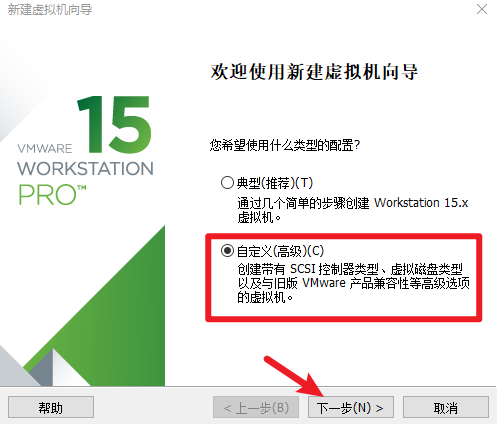 新建虚拟机向导
欢迎使用新建虚拟机向导
15
VMWARE
WORKSTATION
PRO™
您希望使用什么类型的配置?
典型(推荐)(T)
通过几个简单的步骤创建 Workstation 15.x
虚拟机。
自定义(高级)(C)
创建带有 SCSI 控制器类型、虚拟磁盘类型
以及与旧版 VMware 产品兼容性等高级选项
的虚拟机。
帮助
< 上一步(B)
下一步(N) >
取消